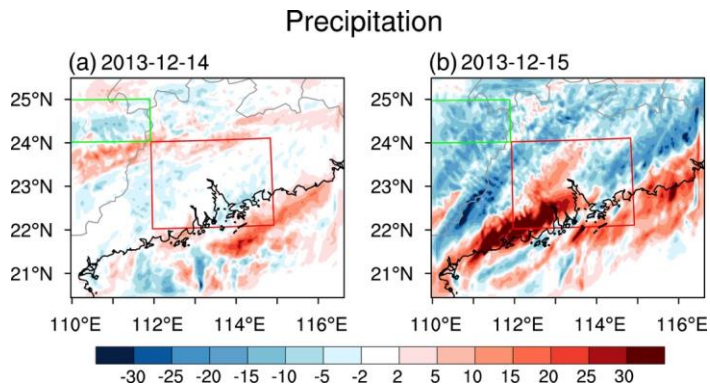 Precipitation
(a) 2013-12-14 (b) 2013-12-15
25°N 25°N
24°N 24°N
23°N 23°N
22°N 22°N
21°N 21°N
110°E 112°E 114°E 116°E 110°E 112°E 114°E 116°E
-30 -25 -20 -15 -10 -5 -2 2 5 10 15 20 25 30